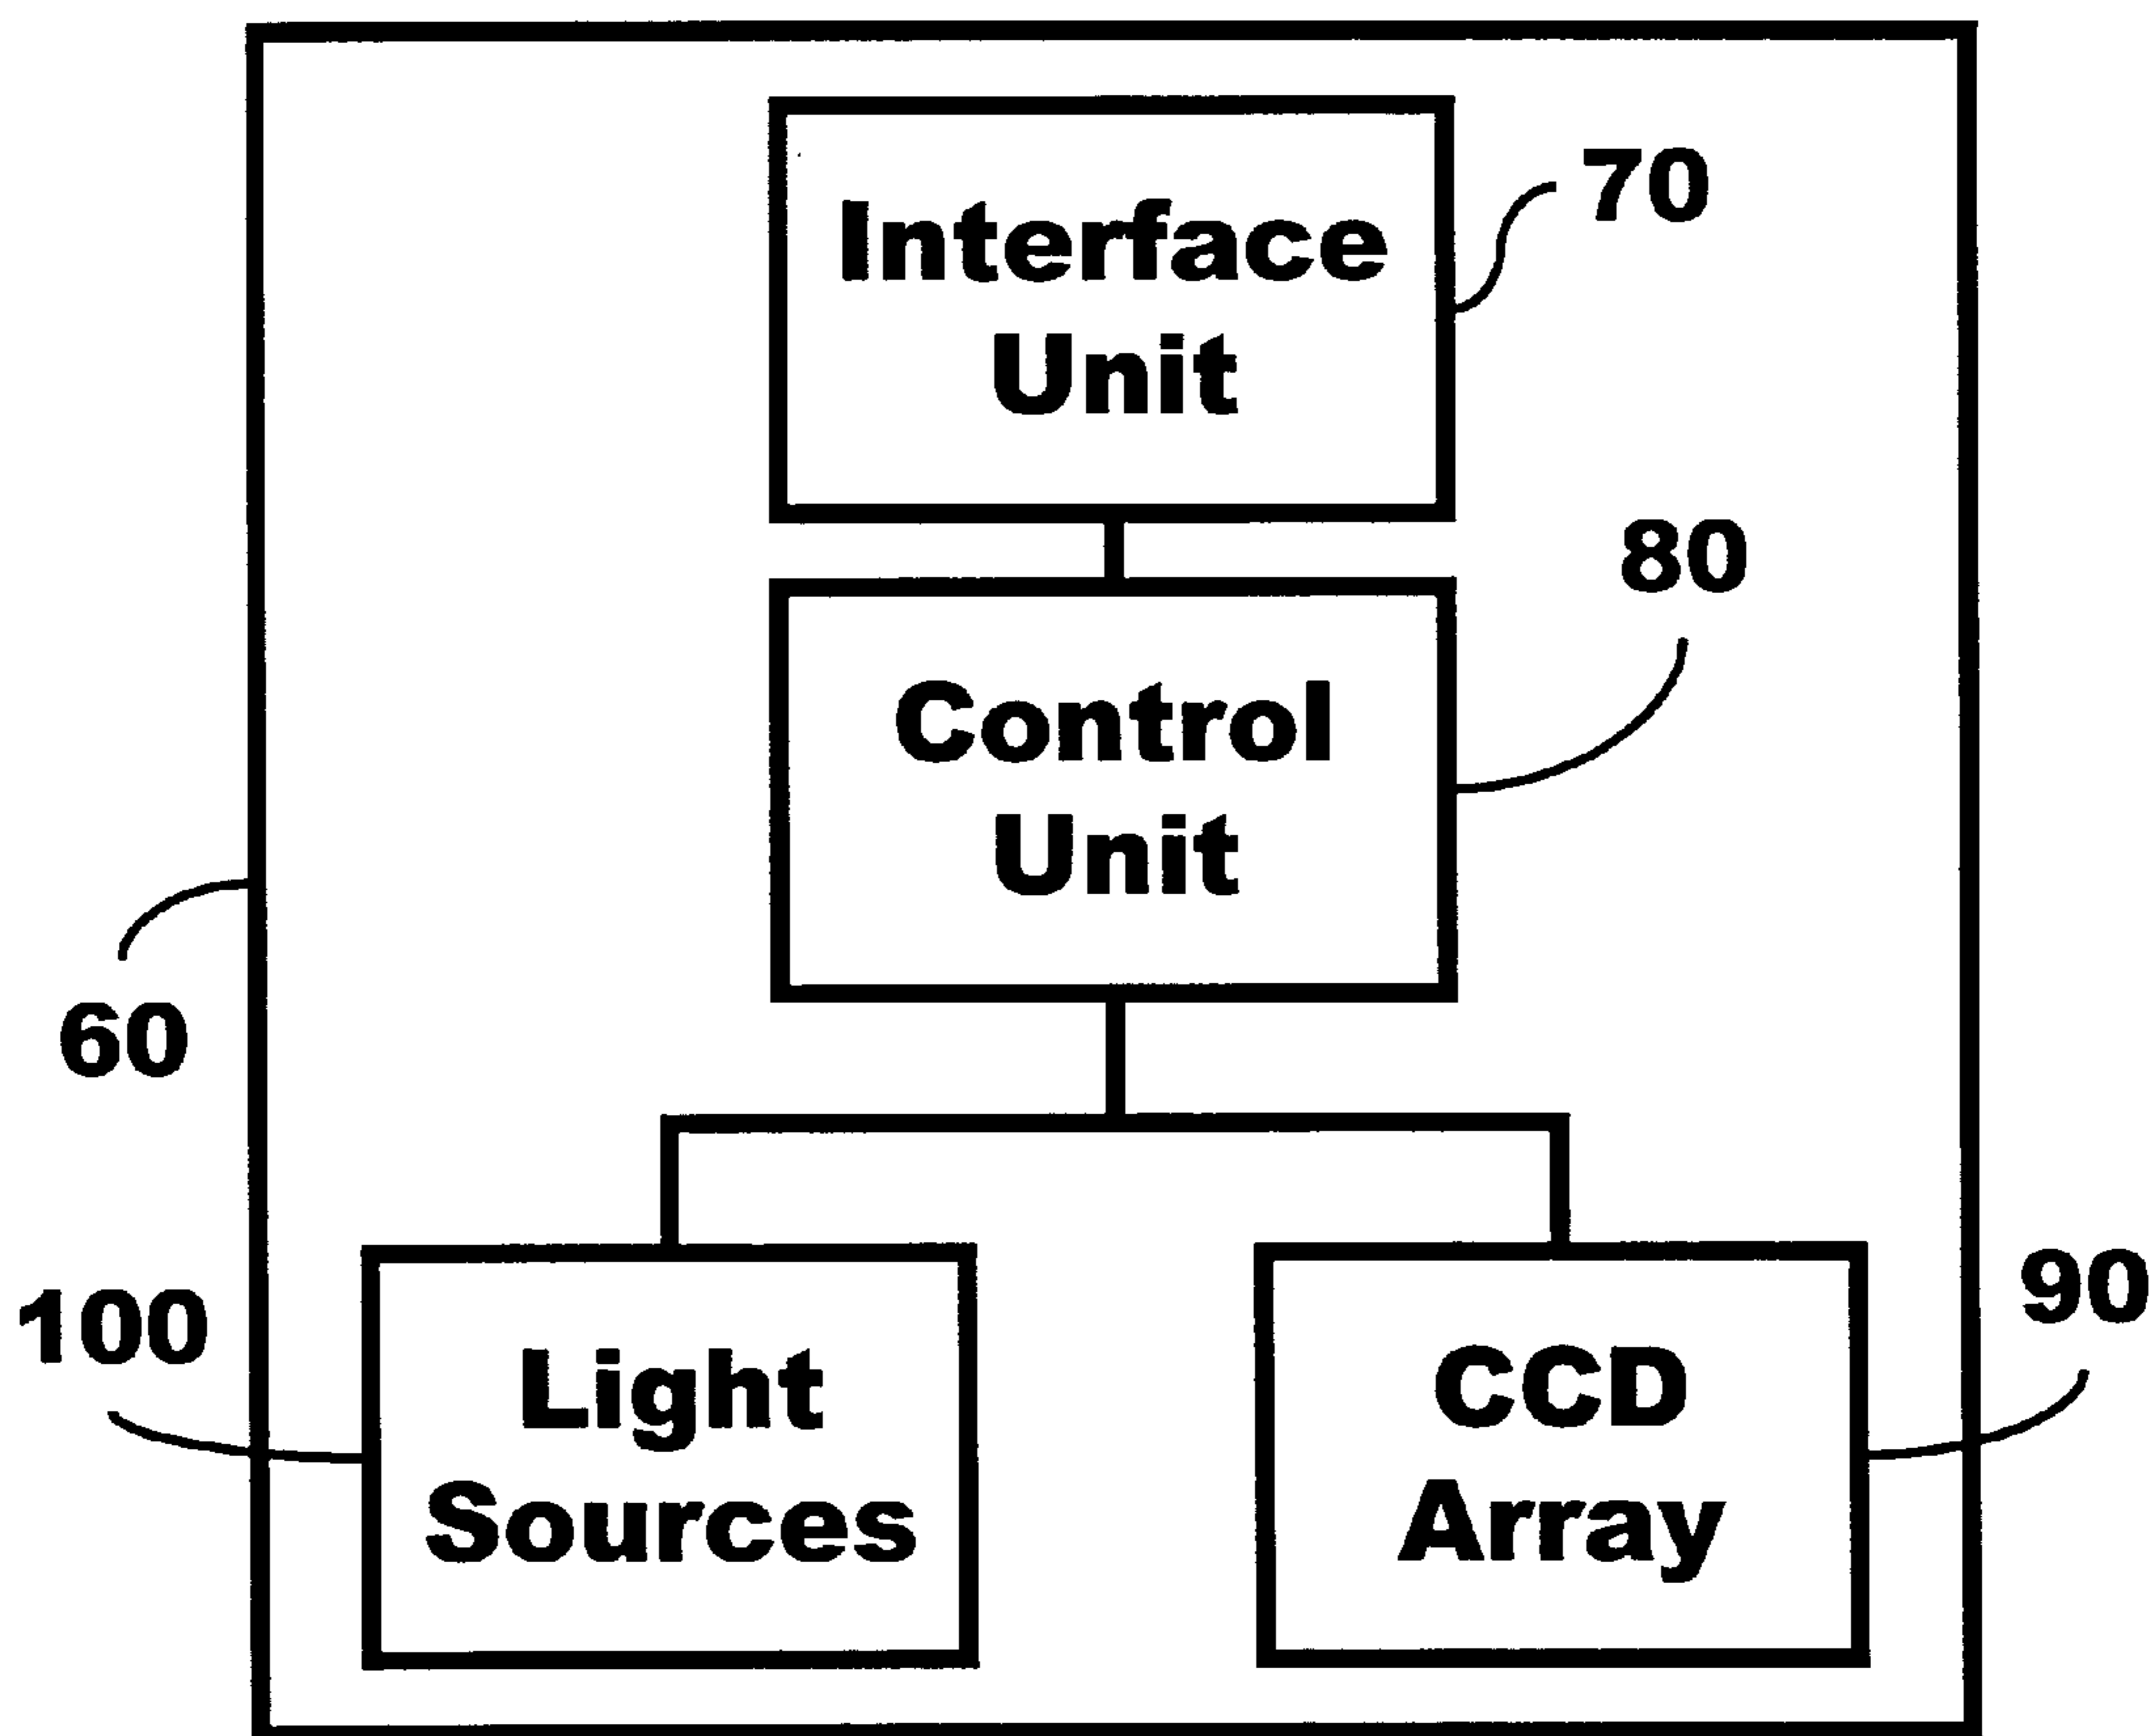 Interface
Unit
70
80
Control
Unit
60
100
Light
Sources
90
CCD
Array